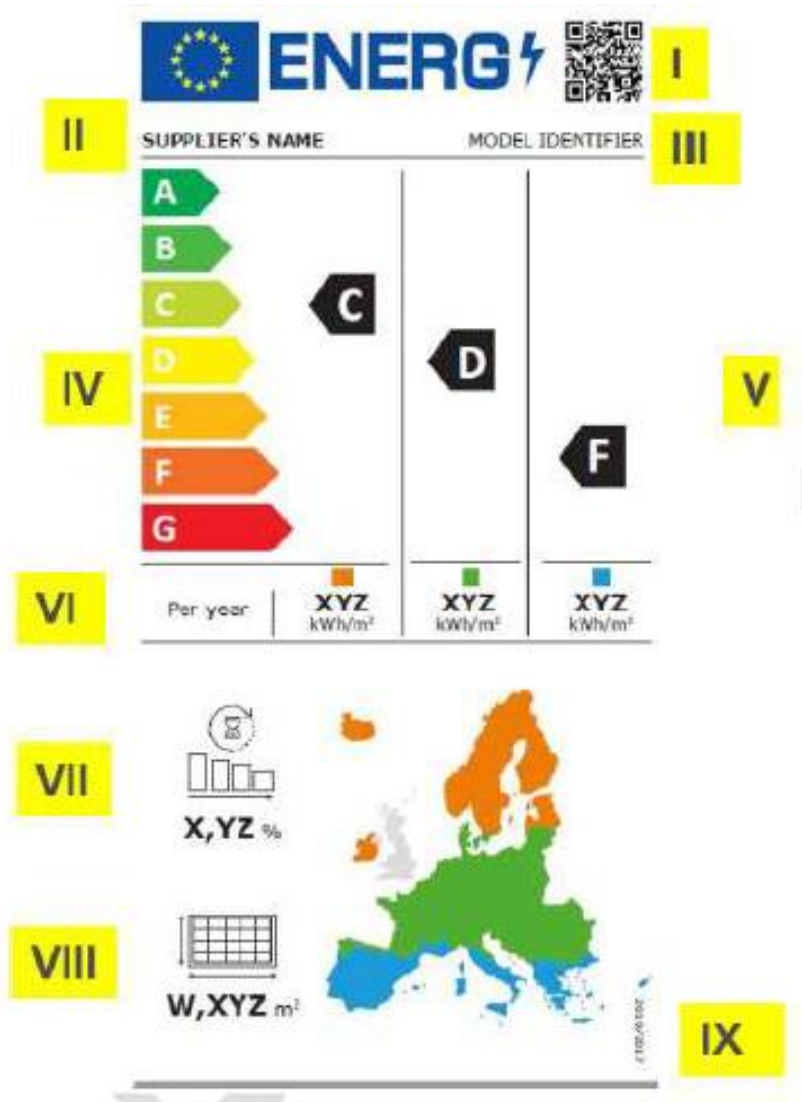 ENERG
I
II
SUPPLIER'S NAME MODEL IDENTIFIER
III
A
B
C C
D D
IV
V
E
F F
G
VI
Per year XYZ kWh/m² XYZ kWh/m² XYZ kWh/m²
VII
X,YZ %
VIII
W,XYZ m²
IX